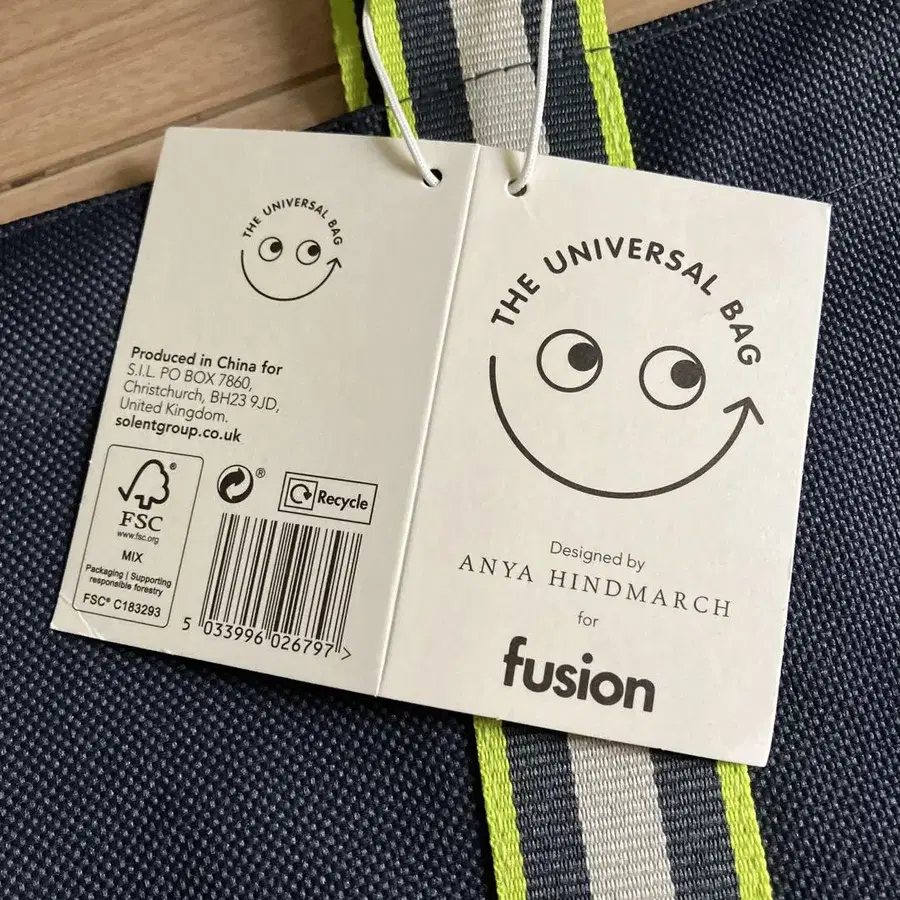 THE UNIVERSAL BAG
Produced in China for
S.I.L. PO BOX 7860,
Christchurch, BH23 9JD,
United Kingdom.
solentgroup.co.uk
®
FSC
www.fsc.org
MIX
Packaging | Supporting
responsible forestry
FSC® C183293
®
Recycle
5 033996 026797 >
THE UNIVERSAL BAG
Designed by
ANYA HINDMARCH
for
fusion